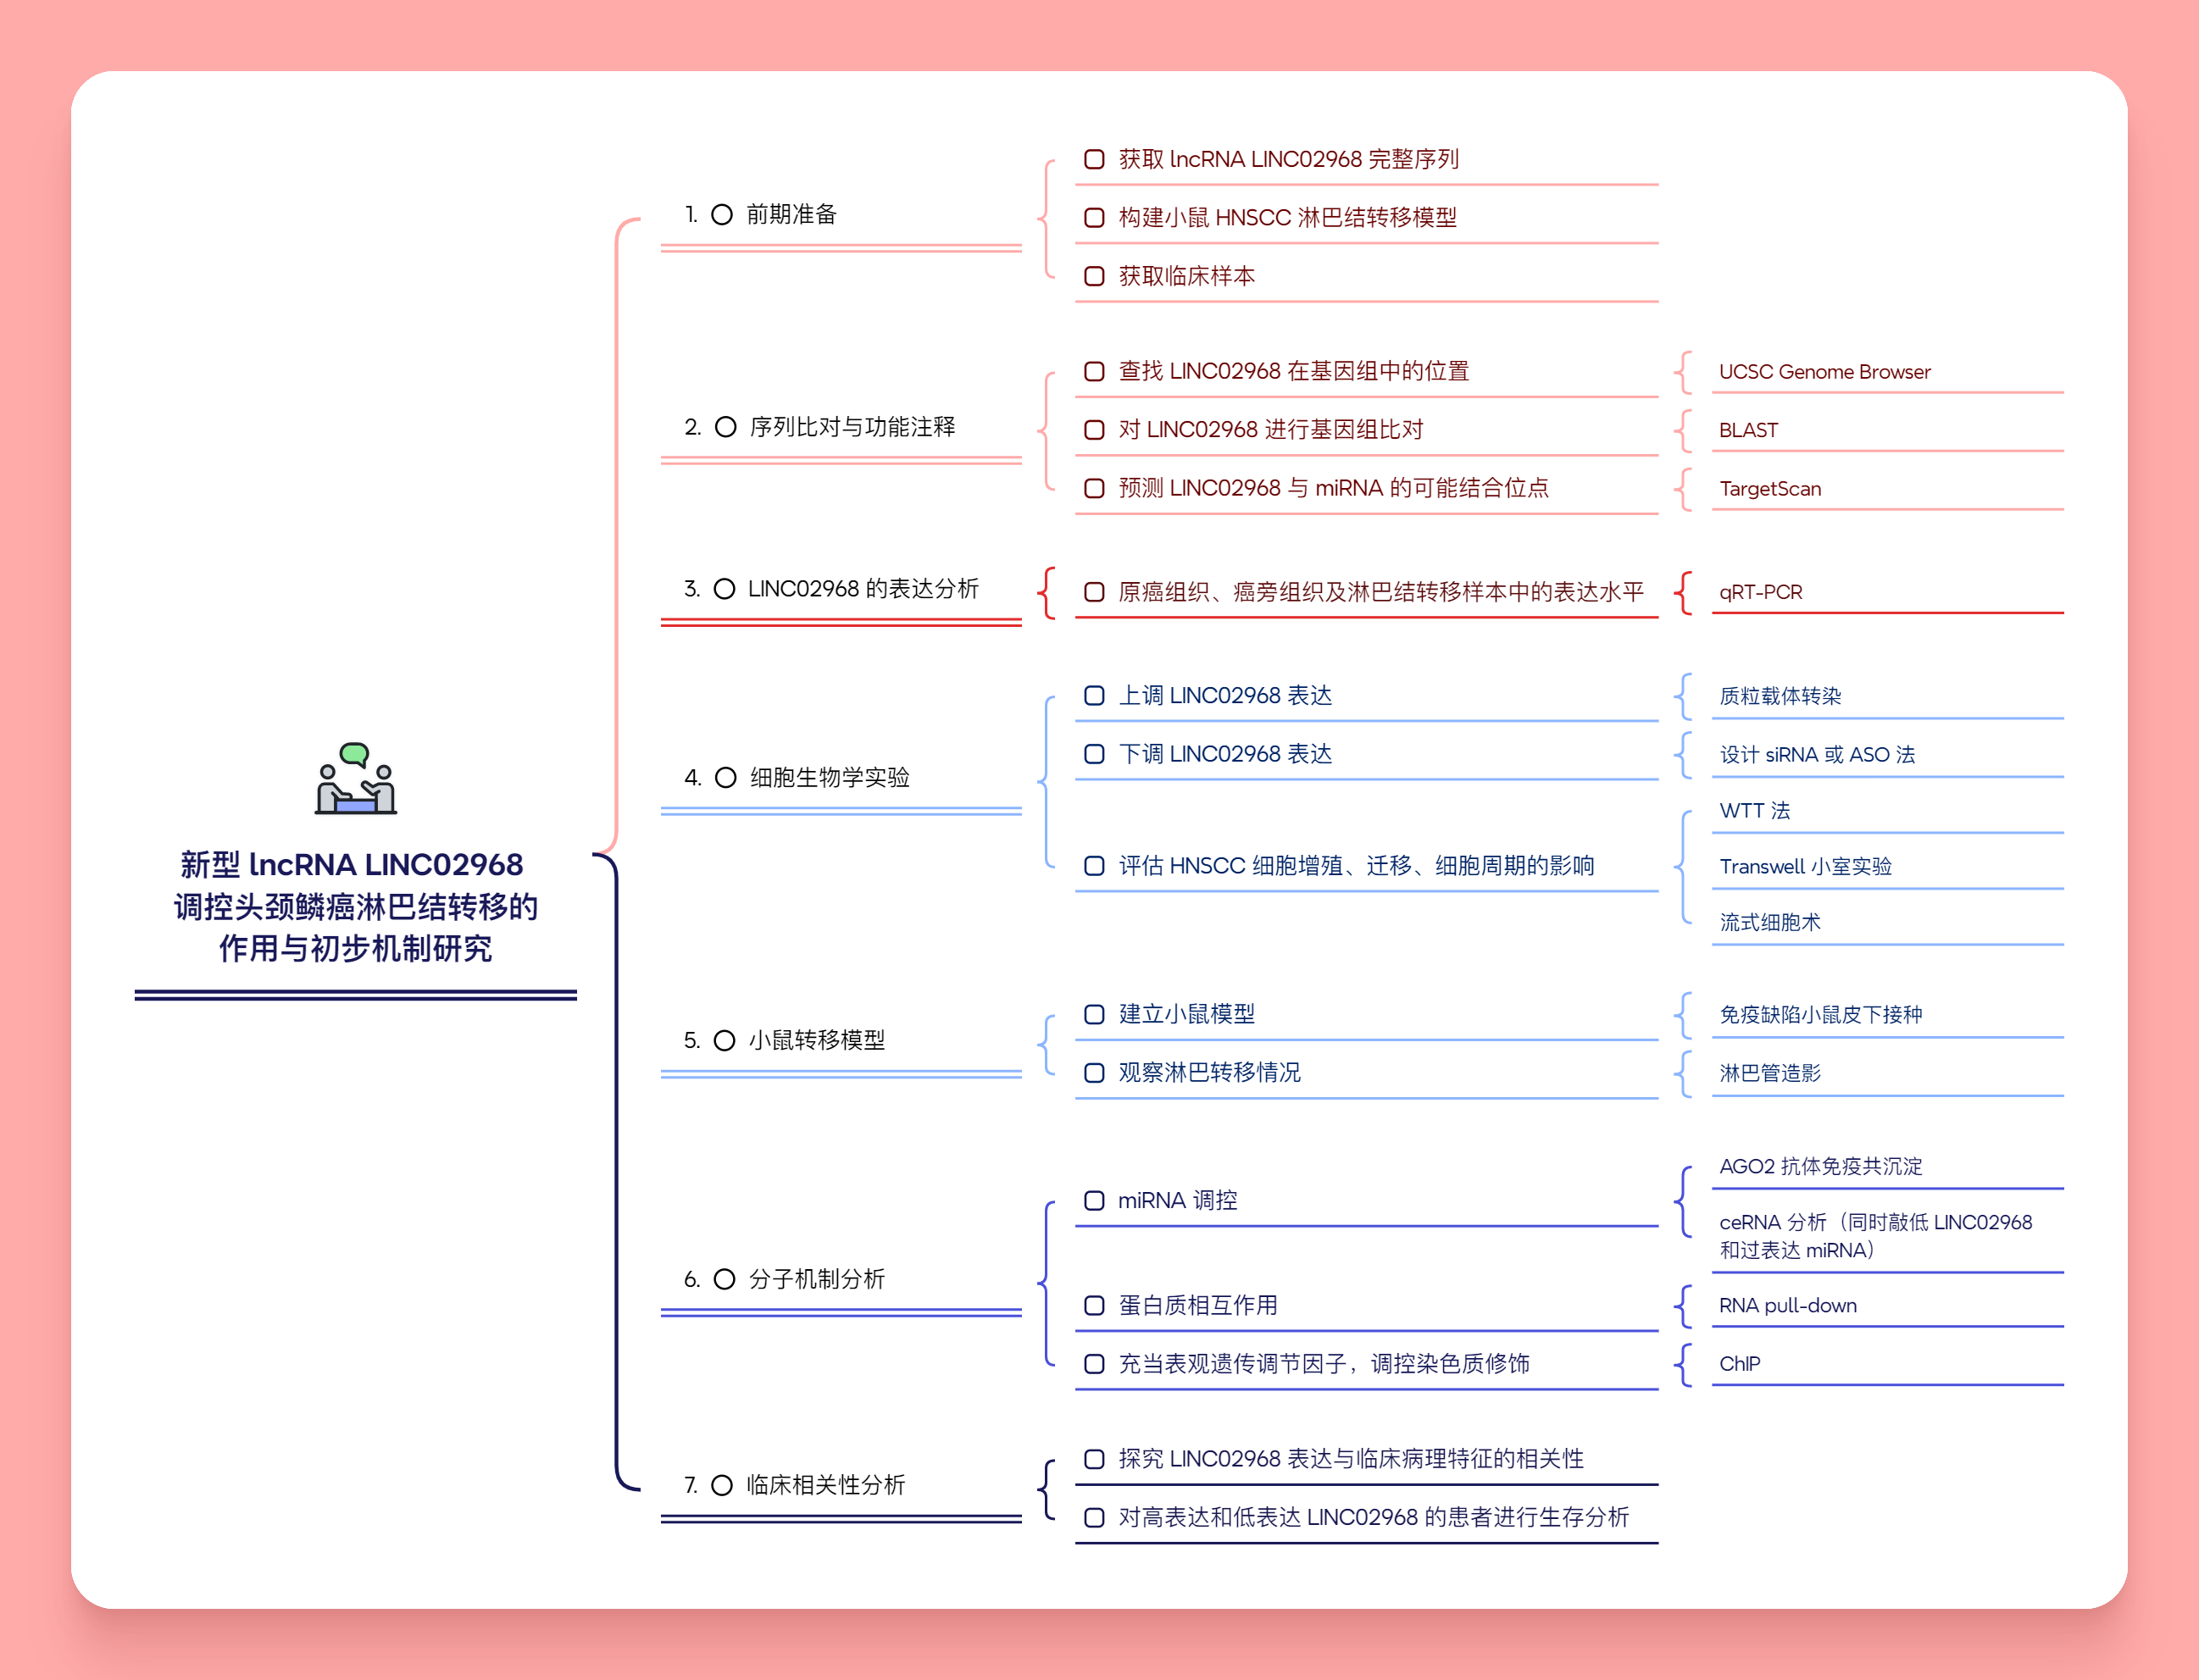 新型 lncRNA LINC02968
调控头颈鳞癌淋巴结转移的
作用与初步机制研究
1. 前期准备
获取 lncRNA LINC02968 完整序列
构建小鼠 HNSCC 淋巴结转移模型
获取临床样本
2. 序列比对与功能注释
查找 LINC02968 在基因组中的位置
UCSC Genome Browser
对 LINC02968 进行基因组比对
BLAST
预测 LINC02968 与 miRNA 的可能结合位点
TargetScan
3. LINC02968 的表达分析
原癌组织、癌旁组织及淋巴结转移样本中的表达水平
qRT-PCR
4. 细胞生物学实验
上调 LINC02968 表达
质粒载体转染
下调 LINC02968 表达
设计 siRNA 或 ASO 法
评估 HNSCC 细胞增殖、迁移、细胞周期的影响
WTT 法
Transwell 小室实验
流式细胞术
5. 小鼠转移模型
建立小鼠模型
免疫缺陷小鼠皮下接种
观察淋巴转移情况
淋巴管造影
6. 分子机制分析
miRNA 调控
AGO2 抗体免疫共沉淀
ceRNA 分析（同时敲低 LINC02968
和过表达 miRNA）
蛋白质相互作用
RNA pull-down
充当表观遗传调节因子，调控染色质修饰
ChIP
7. 临床相关性分析
探究 LINC02968 表达与临床病理特征的相关性
对高表达和低表达 LINC02968 的患者进行生存分析